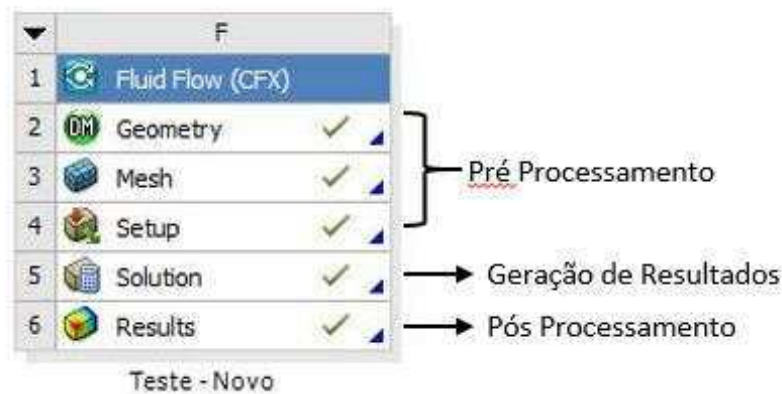 F
1 Fluid Flow (CFX)
2 DM Geometry
3 Mesh
4 Setup
5 Solution
6 Results
Teste - Novo
Pré Processamento
Geração de Resultados
Pós Processamento